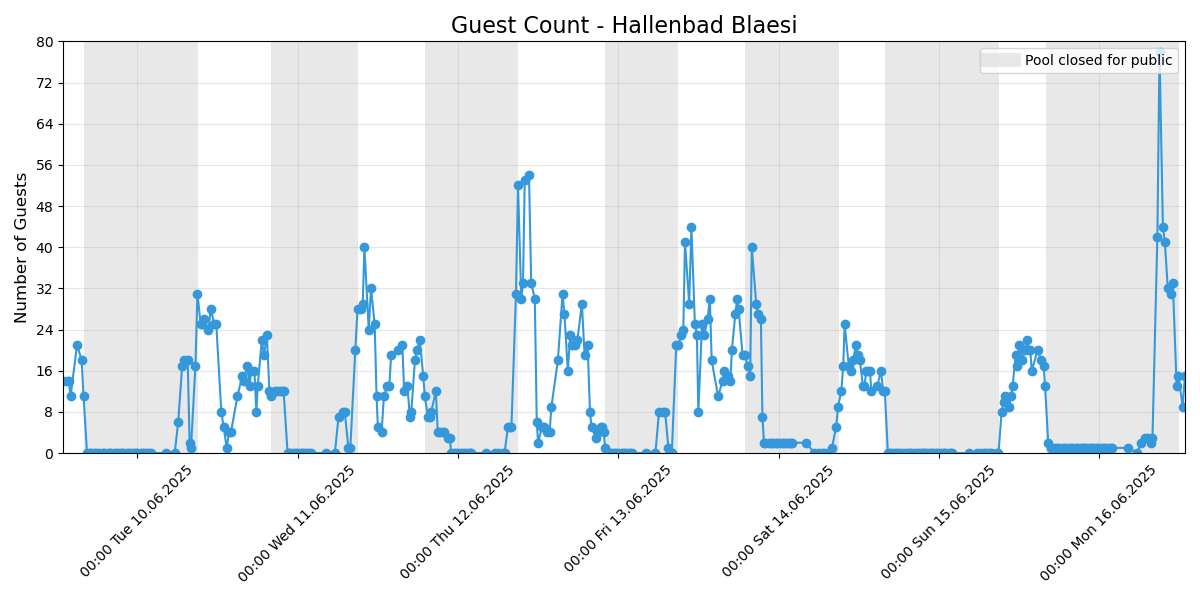 Guest Count - Hallenbad Blaesi
Pool closed for public
Number of Guests
80
72
64
56
48
40
32
24
16
8
0
00:00 Tue 10.06.2025
00:00 Wed 11.06.2025
00:00 Thu 12.06.2025
00:00 Fri 13.06.2025
00:00 Sat 14.06.2025
00:00 Sun 15.06.2025
00:00 Mon 16.06.2025